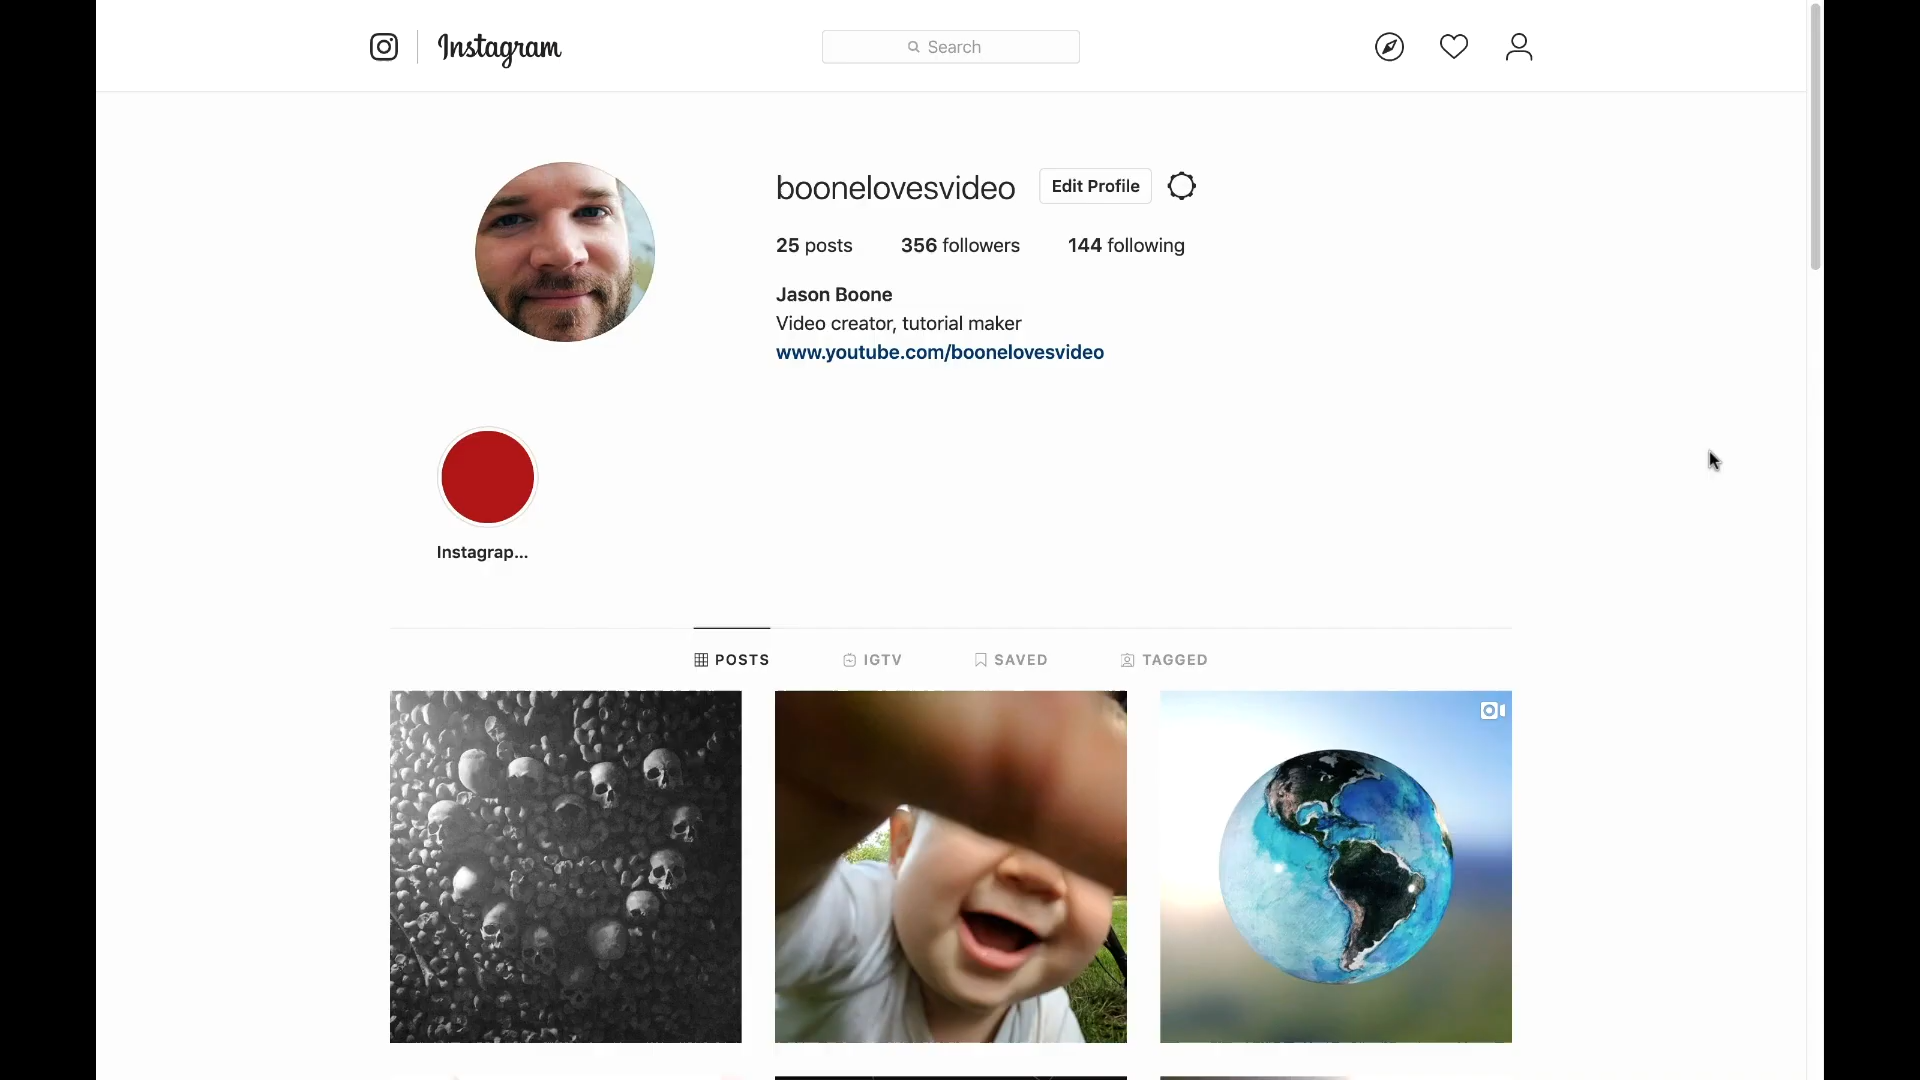 Instagram
Search
boonelovesvideo
Edit Profile
25 posts 356 followers 144 following
Jason Boone
Video creator, tutorial maker
www.youtube.com/boonelovesvideo
Instagrap...
POSTS IGTV SAVED TAGGED